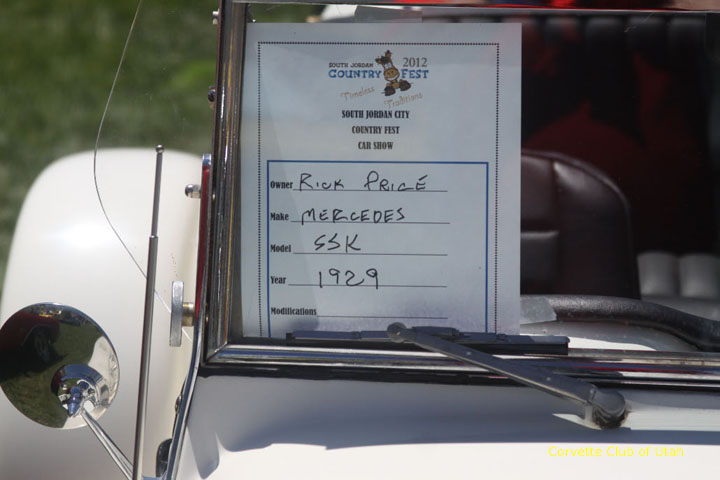 SOUTH JORDAN 2012
COUNTRY FEST
Timeless Traditions
SOUTH JORDAN CITY
COUNTRY FEST
CAR SHOW
Owner RICK PRICE
Make MERCEDES
Model SSK
Year 1929
Modifications
Corvette Club of Utah